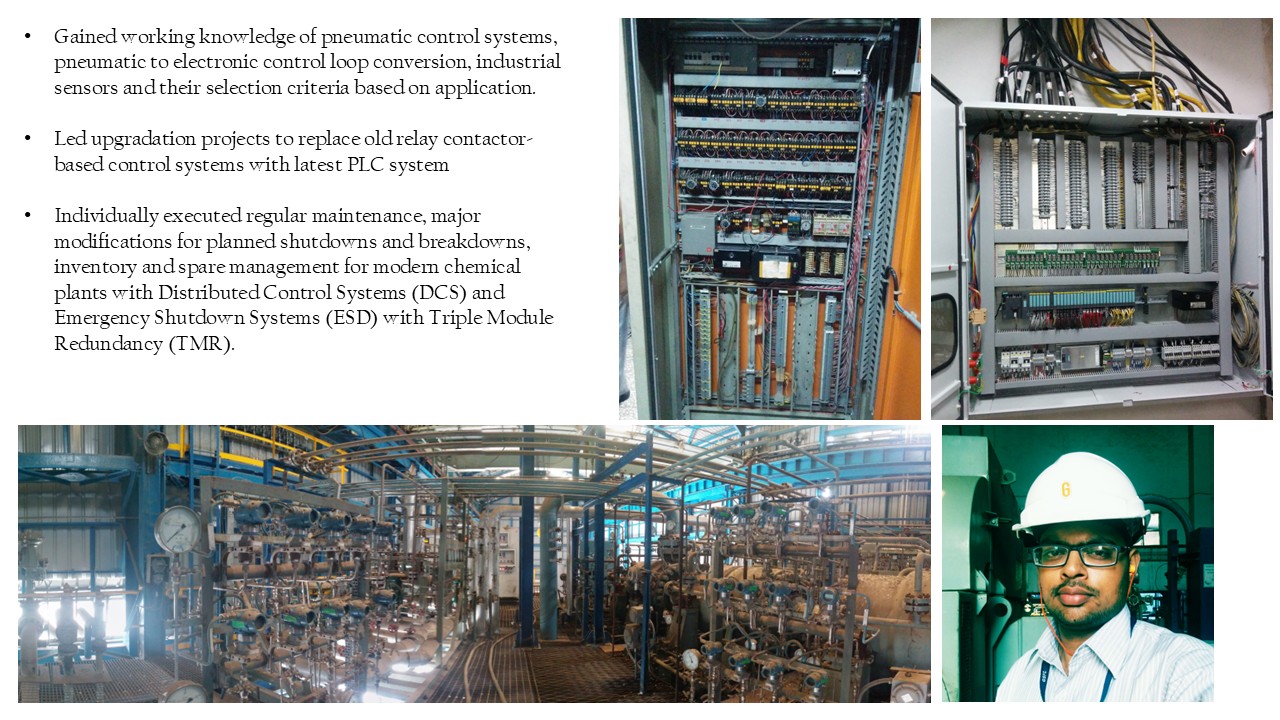 • Gained working knowledge of pneumatic control systems,
pneumatic to electronic control loop conversion, industrial
sensors and their selection criteria based on application.
• Led upgradation projects to replace old relay contactor-
based control systems with latest PLC system
• Individually executed regular maintenance, major
modifications for planned shutdowns and breakdowns,
inventory and spare management for modern chemical
plants with Distributed Control Systems (DCS) and
Emergency Shutdown Systems (ESD) with Triple Module
Redundancy (TMR).